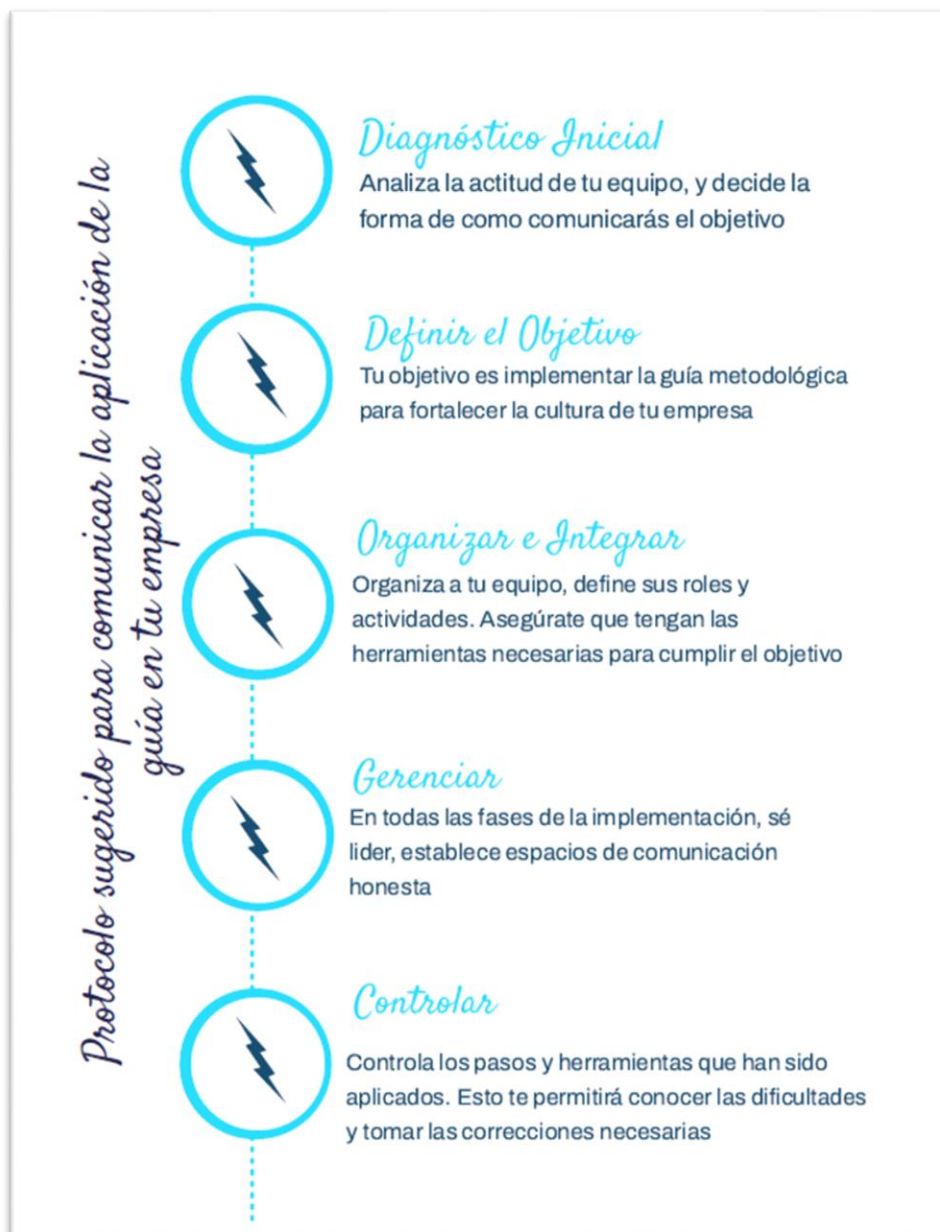 Protocolo sugerido para comunicar la aplicación de la
guía en tu empresa
Diagnóstico Inicial
Analiza la actitud de tu equipo, y decide la
forma de como comunicarás el objetivo
Definir el Objetivo
Tu objetivo es implementar la guía metodológica
para fortalecer la cultura de tu empresa
Organizar e Integrar
Organiza a tu equipo, define sus roles y
actividades. Asegúrate que tengan las
herramientas necesarias para cumplir el objetivo
Gerenciar
En todas las fases de la implementación, sé
lider, establece espacios de comunicación
honesta
Controlar
Controla los pasos y herramientas que han sido
aplicados. Esto te permitirá conocer las dificultades
y tomar las correcciones necesarias